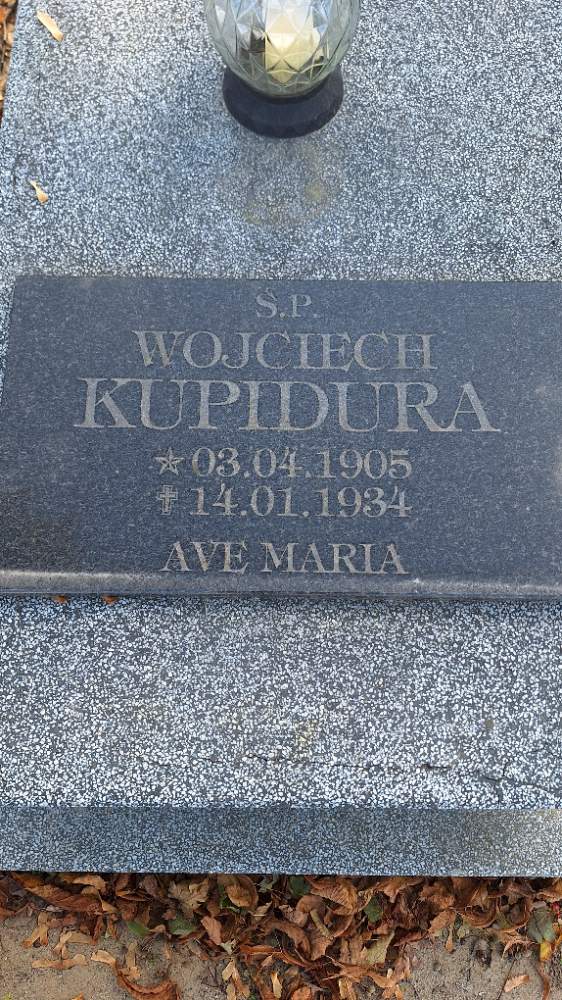 Ś.P.
WOJCIECH
KUPIDURA
03.04.1905
14.01.1934
AVE MARIA